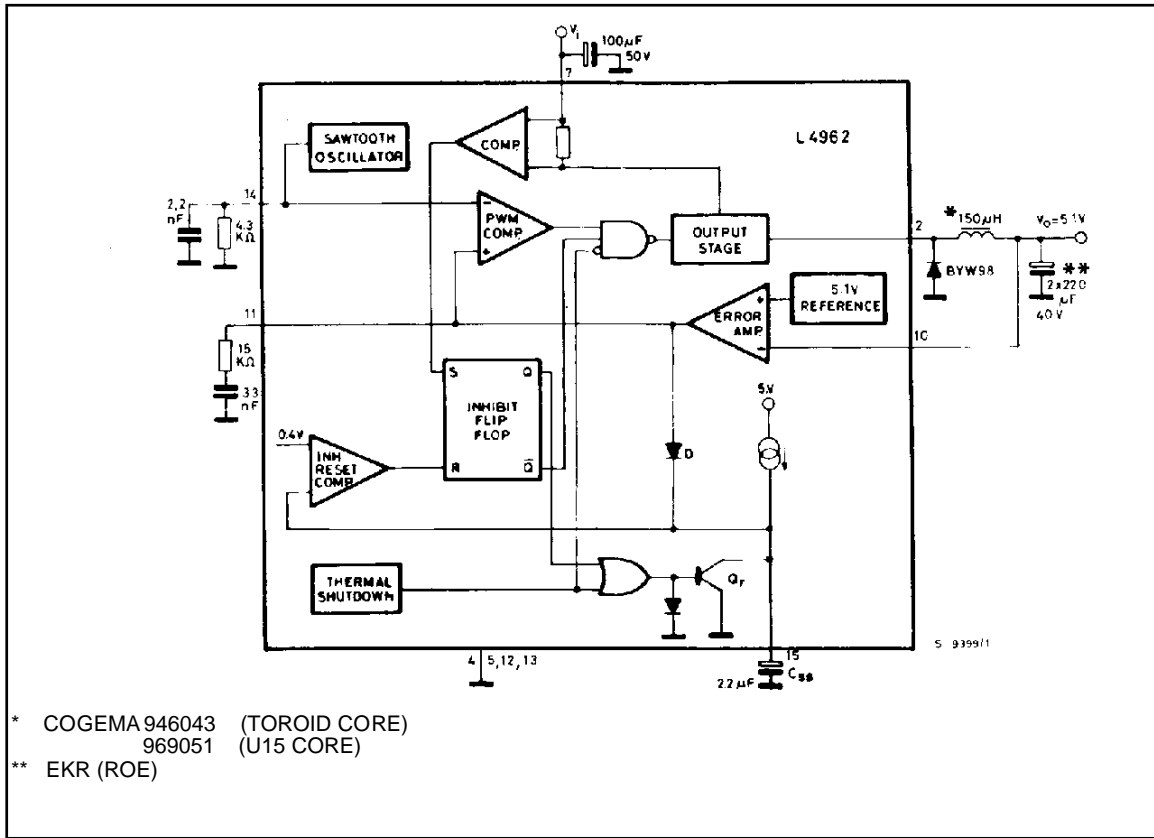 Vi
100µF
50V
7
L4962
SAWTOOTH
OSCILLATOR
COMP.
14
2,2
nF
4.3
KΩ
PWM
COMP
OUTPUT
STAGE
2
* 150µH
Vo=5.1V
BYW98
**
2x220
µF
40V
5.1V
REFERENCE
ERROR
AMP.
10
11
15
KΩ
33
nF
S
Q
INHIBIT
FLIP
FLOP
R
Q̄
0.4V
INH
RESET
COMP.
D
5V
THERMAL
SHUTDOWN
Qr
S 9399/1
4
5,12,13
15
Css
2.2µF
* COGEMA 946043 (TOROID CORE)
969051 (U15 CORE)
** EKR (ROE)